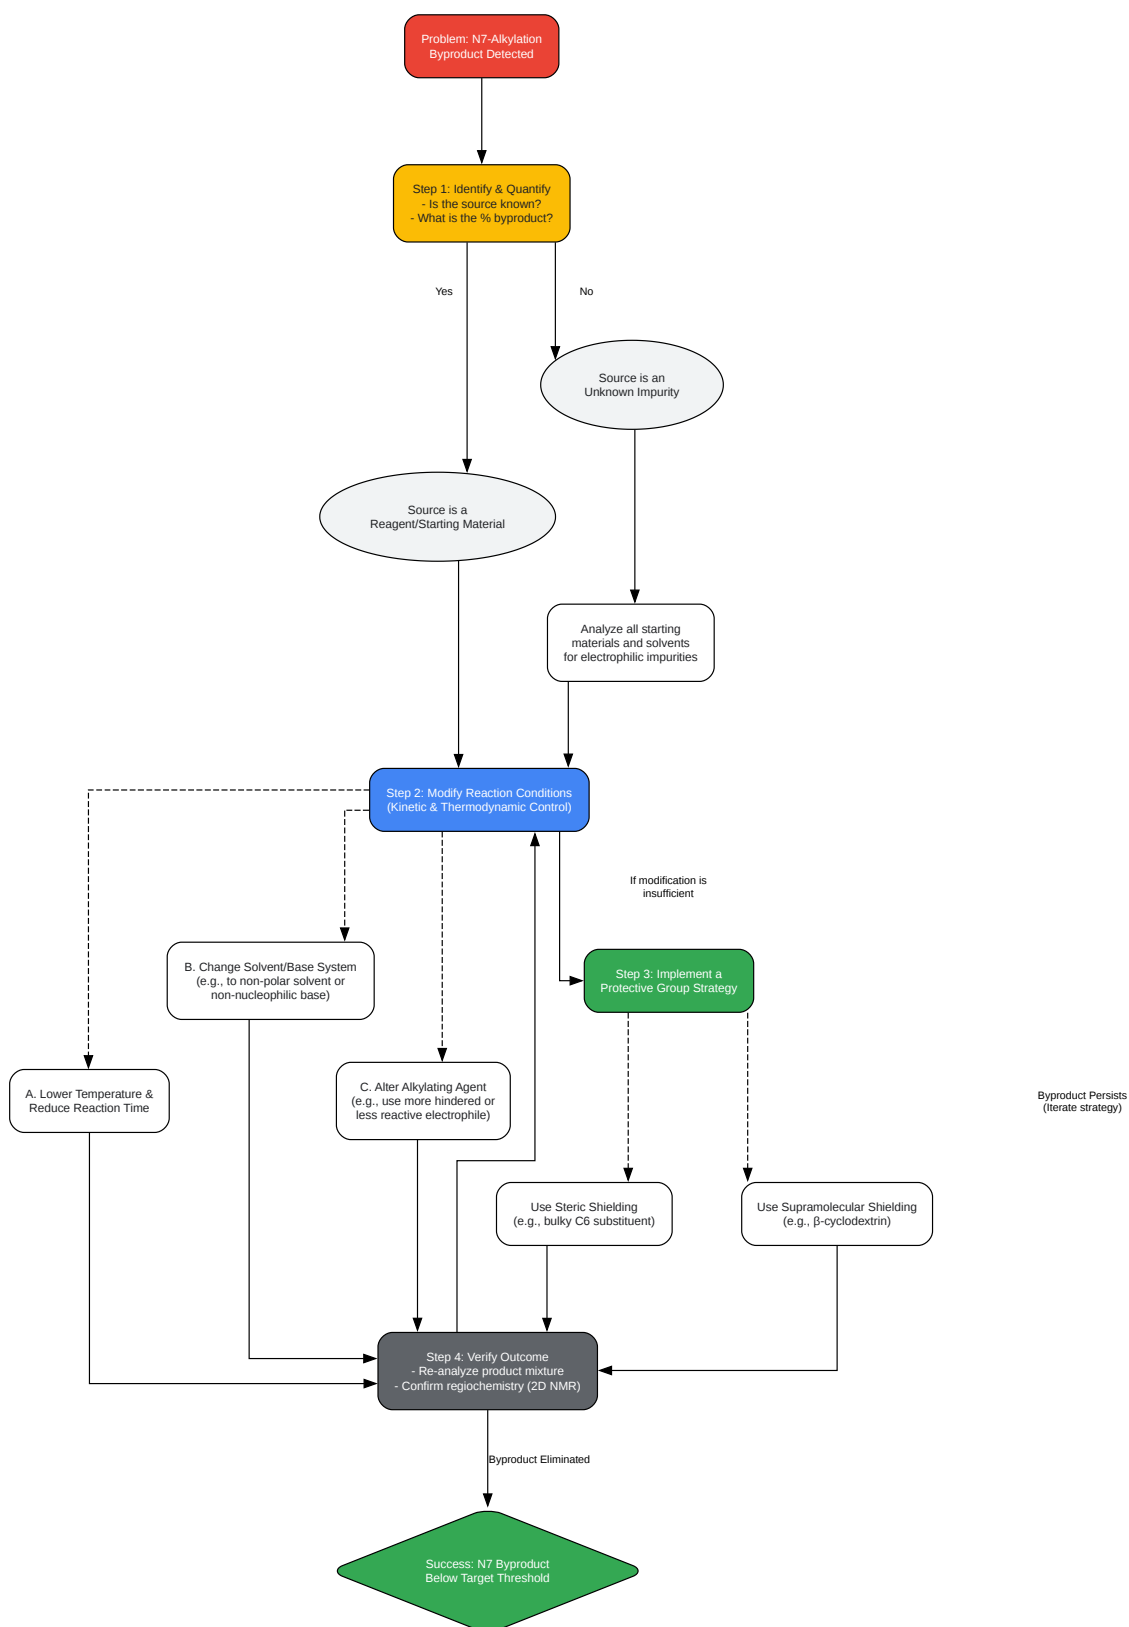 Problem: N7-Alkylation
Byproduct Detected
Step 1: Identify & Quantify
- Is the source known?
- What is the % byproduct?
Yes
No
Source is an
Unknown Impurity
Source is a
Reagent/Starting Material
Analyze all starting
materials and solvents
for electrophilic impurities
Step 2: Modify Reaction Conditions
(Kinetic & Thermodynamic Control)
If modification is
insufficient
B. Change Solvent/Base System
(e.g., to non-polar solvent or
non-nucleophilic base)
Step 3: Implement a
Protective Group Strategy
A. Lower Temperature &
Reduce Reaction Time
C. Alter Alkylating Agent
(e.g., use more hindered or
less reactive electrophile)
Byproduct Persists
(Iterate strategy)
Use Steric Shielding
(e.g., bulky C6 substituent)
Use Supramolecular Shielding
(e.g., β-cyclodextrin)
Step 4: Verify Outcome
- Re-analyze product mixture
- Confirm regiochemistry (2D NMR)
Byproduct Eliminated
Success: N7 Byproduct
Below Target Threshold